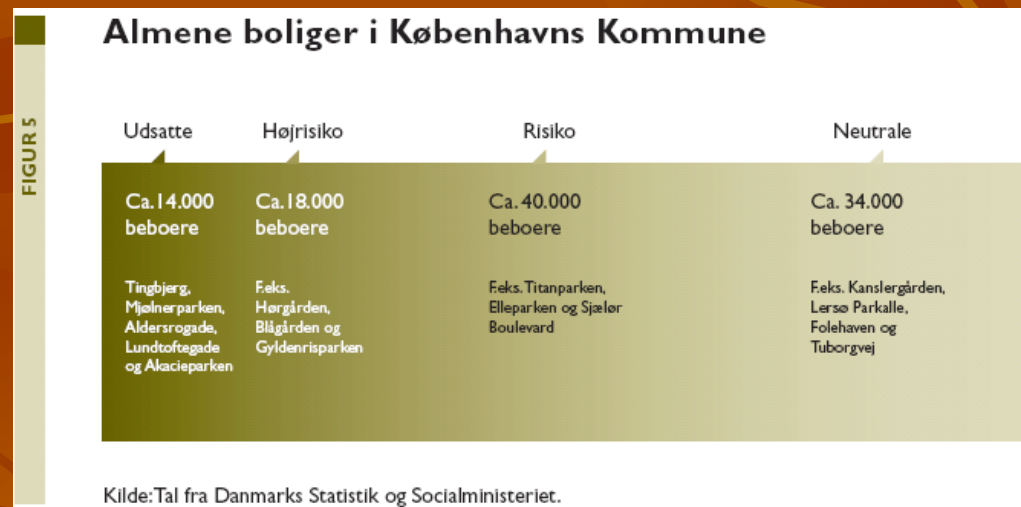 Almene boliger i Københavns Kommune
FIGUR 5
Udsatte
Højrisiko
Risiko
Neutrale
Ca.14.000
beboere
Ca.18.000
beboere
Ca. 40.000
beboere
Ca. 34.000
beboere
Tingbjerg,
Mjølnerparken,
Aldersrogade,
Lundtoftegade
og Akacieparken
F.eks.
Hørgården,
Blågården og
Gyldenrisparken
F.eks. Titanparken,
Elleparken og Sjælør
Boulevard
F.eks. Kanslergården,
Lersø Parkalle,
Folehaven og
Tuborgvej
Kilde: Tal fra Danmarks Statistik og Socialministeriet.